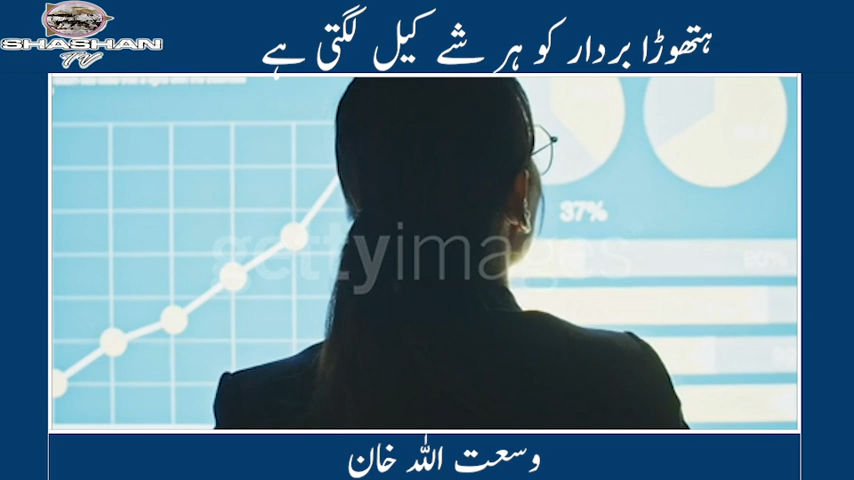 SHASHAN
TV
ہتھوڑا بردار کو ہر شے کیل لگتی ہے
37%
gettyimages
وسعت اللہ خان